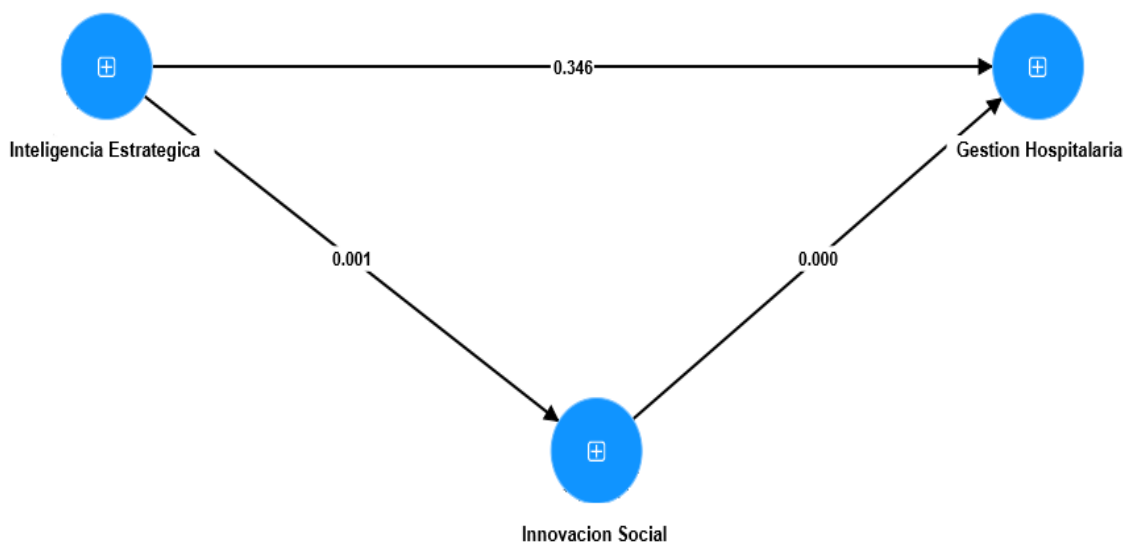 0.346
Inteligencia Estrategica
Gestion Hospitalaria
0.001
0.000
Innovacion Social